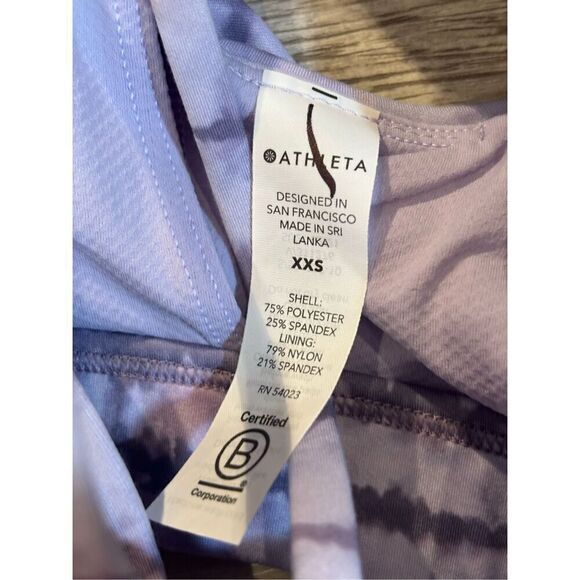 ATHLETA
DESIGNED IN
SAN FRANCISCO
MADE IN SRI
LANKA
XXS
SHELL:
75% POLYESTER
25% SPANDEX
LINING:
79% NYLON
21% SPANDEX
RN 54023
Certified
B
Corporation